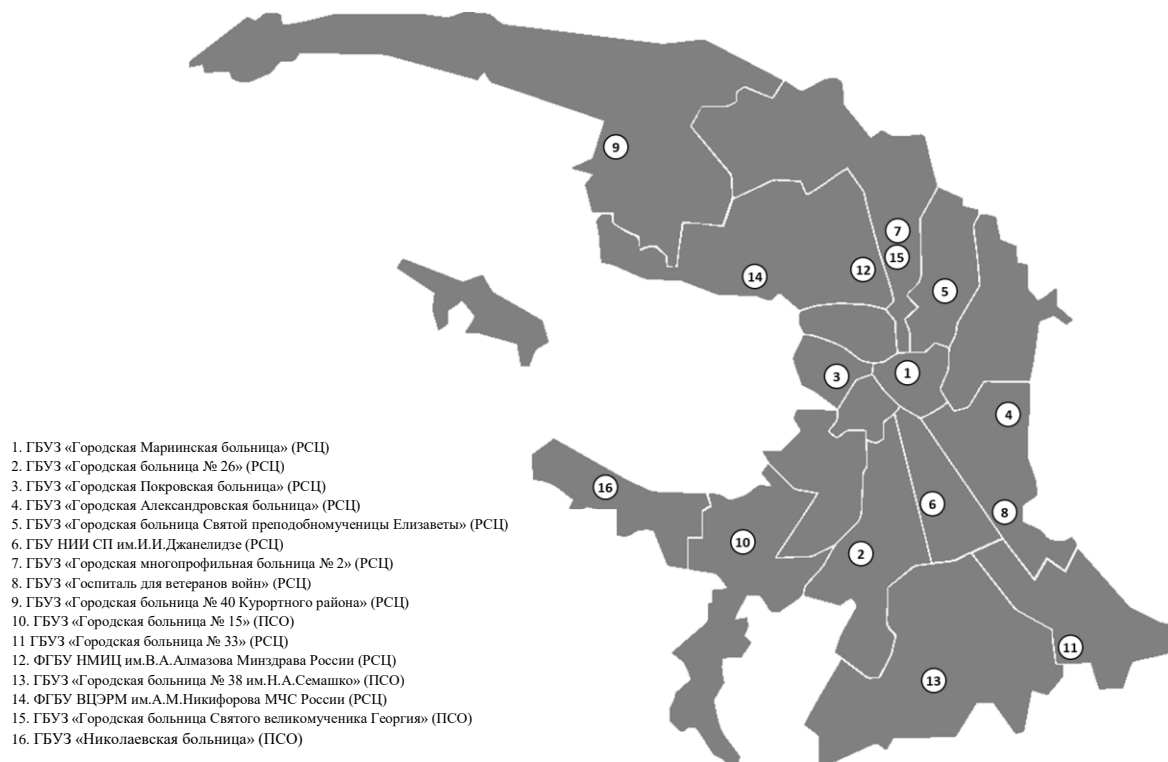 9
7
15
12
14
5
1
3
4
16
6
8
10
2
11
13
1. ГБУЗ «Городская Мариинская больница» (РСЦ)
2. ГБУЗ «Городская больница № 26» (РСЦ)
3. ГБУЗ «Городская Покровская больница» (РСЦ)
4. ГБУЗ «Городская Александровская больница» (РСЦ)
5. ГБУЗ «Городская больница Святой преподобномученицы Елизаветы» (РСЦ)
6. ГБУ НИИ СП им.И.И.Джанелидзе (РСЦ)
7. ГБУЗ «Городская многопрофильная больница № 2» (РСЦ)
8. ГБУЗ «Госпиталь для ветеранов войн» (РСЦ)
9. ГБУЗ «Городская больница № 40 Курортного района» (РСЦ)
10. ГБУЗ «Городская больница № 15» (ПСО)
11 ГБУЗ «Городская больница № 33» (РСЦ)
12. ФГБУ НМИЦ им.В.А.Алмазова Минздрава России (РСЦ)
13. ГБУЗ «Городская больница № 38 им.Н.А.Семашко» (ПСО)
14. ФГБУ ВЦЭРМ им.А.М.Никифорова МЧС России (РСЦ)
15. ГБУЗ «Городская больница Святого великомученика Георгия» (ПСО)
16. ГБУЗ «Николаевская больница» (ПСО)